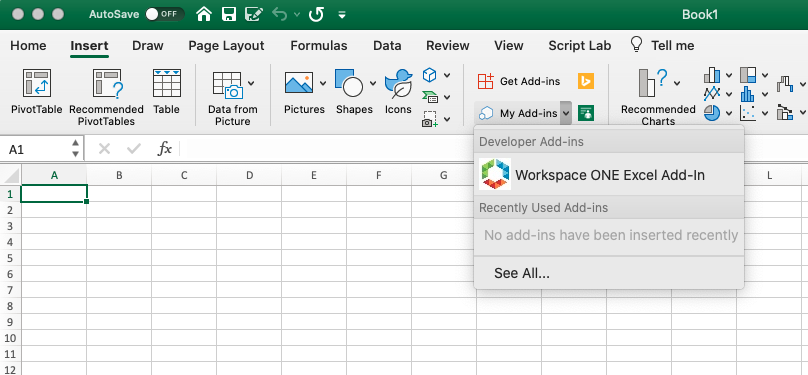 AutoSave OFF Book1
Home Insert Draw Page Layout Formulas Data Review View Script Lab Tell me
PivotTable
Recommended
PivotTables
Table
Data from
Picture
Pictures
Shapes
Icons
Get Add-ins
My Add-ins
Recommended
Charts
Developer Add-ins
Workspace ONE Excel Add-In
Recently Used Add-ins
No add-ins have been inserted recently
See All...
A1 fx
A B C D E F G L
1
2
3
4
5
6
7
8
9
10
11
12